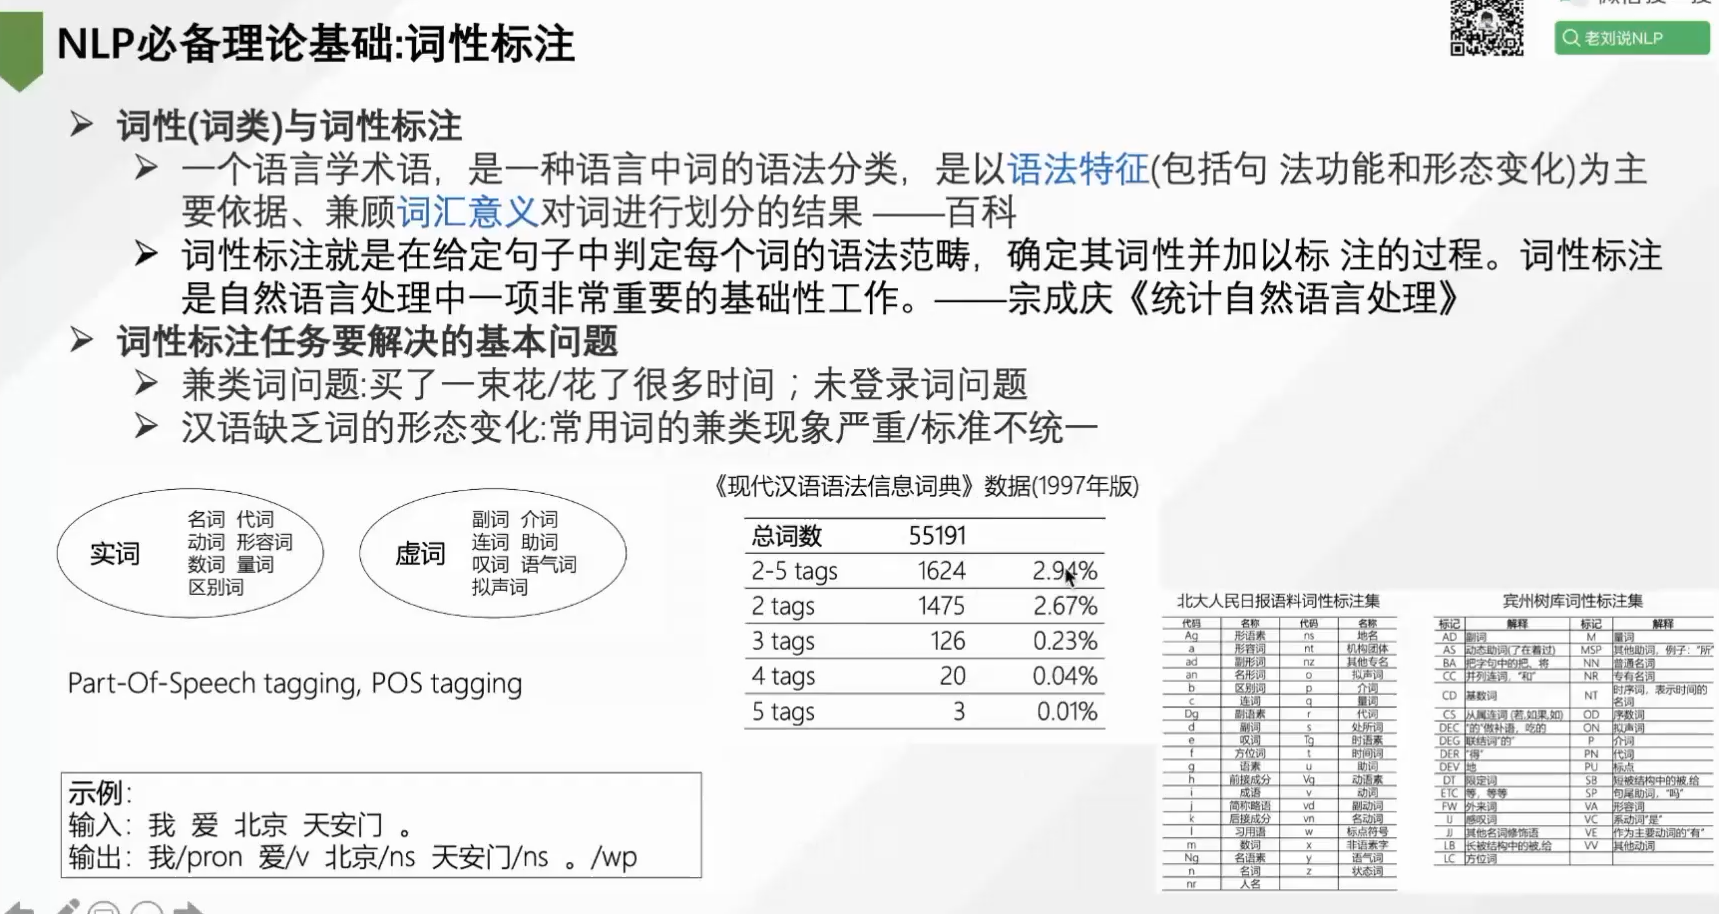 NLP必备理论基础:词性标注
老刘说NLP
词性(词类)与词性标注
一个语言学术语，是一种语言中词的语法分类，是以语法特征(包括句 法功能和形态变化)为主
要依据、兼顾词汇意义对词进行划分的结果 ——百科
词性标注就是在给定句子中判定每个词的语法范畴，确定其词性并加以标 注的过程。词性标注
是自然语言处理中一项非常重要的基础性工作。——宗成庆《统计自然语言处理》
词性标注任务要解决的基本问题
兼类词问题:买了一束花/花了很多时间；未登录词问题
汉语缺乏词的形态变化:常用词的兼类现象严重/标准不统一
实词
名词 代词
动词 形容词
数词 量词
区别词
虚词
副词 介词
连词 助词
叹词 语气词
拟声词
Part-Of-Speech tagging, POS tagging
示例：
输入： 我 爱 北京 天安门 。
输出： 我/pron 爱/v 北京/ns 天安门/ns 。/wp
《现代汉语语法信息词典》数据(1997年版)
总词数 55191
2-5 tags 1624 2.94%
2 tags 1475 2.67%
3 tags 126 0.23%
4 tags 20 0.04%
5 tags 3 0.01%
北大人民日报语料词性标注集
代码 名称 代码 名称
Ag 形语素 ns 地名
a 形容词 nt 机构团体
ad 副形词 nz 其他专名
an 名形词 o 拟声词
b 区别词 p 介词
c 连词 q 量词
Dg 副语素 r 代词
d 副词 s 处所词
e 叹词 Tg 时语素
f 方位词 t 时间词
g 语素 u 助词
h 前接成分 Vg 动语素
i 成语 v 动词
j 简称略语 vd 副动词
k 后接成分 vn 名动词
l 习用语 w 标点符号
m 数词 x 非语素字
Ng 名语素 y 语气词
n 名词 z 状态词
nr 人名
宾州树库词性标注集
标记 解释 标记 解释
AD 副词 M 量词
AS 动态助词(了在着过) MSP 其他助词，例子："所"
BA 把字句中的把、将 NN 普通名词
CC 并列连词，"和" NR 专有名词
CD 基数词 NT 时序词，表示时间的
名词
CS 从属连词 (若,如果,如) OD 序数词
DEC "的"做补语，吃的 ON 拟声词
DEG 联结词"的" P 介词
DER "得" PN 代词
DEV 地 PU 标点
DT 限定词 SB 短被结构中的被,给
ETC 等，等等 SP 句尾助词，"吗"
FW 外来词 VA 形容词
IJ 感叹词 VC 系动词"是"
JJ 其他名词修饰语 VE 作为主要动词的"有"
LB 长被结构中的被,给 VV 其他动词
LC 方位词